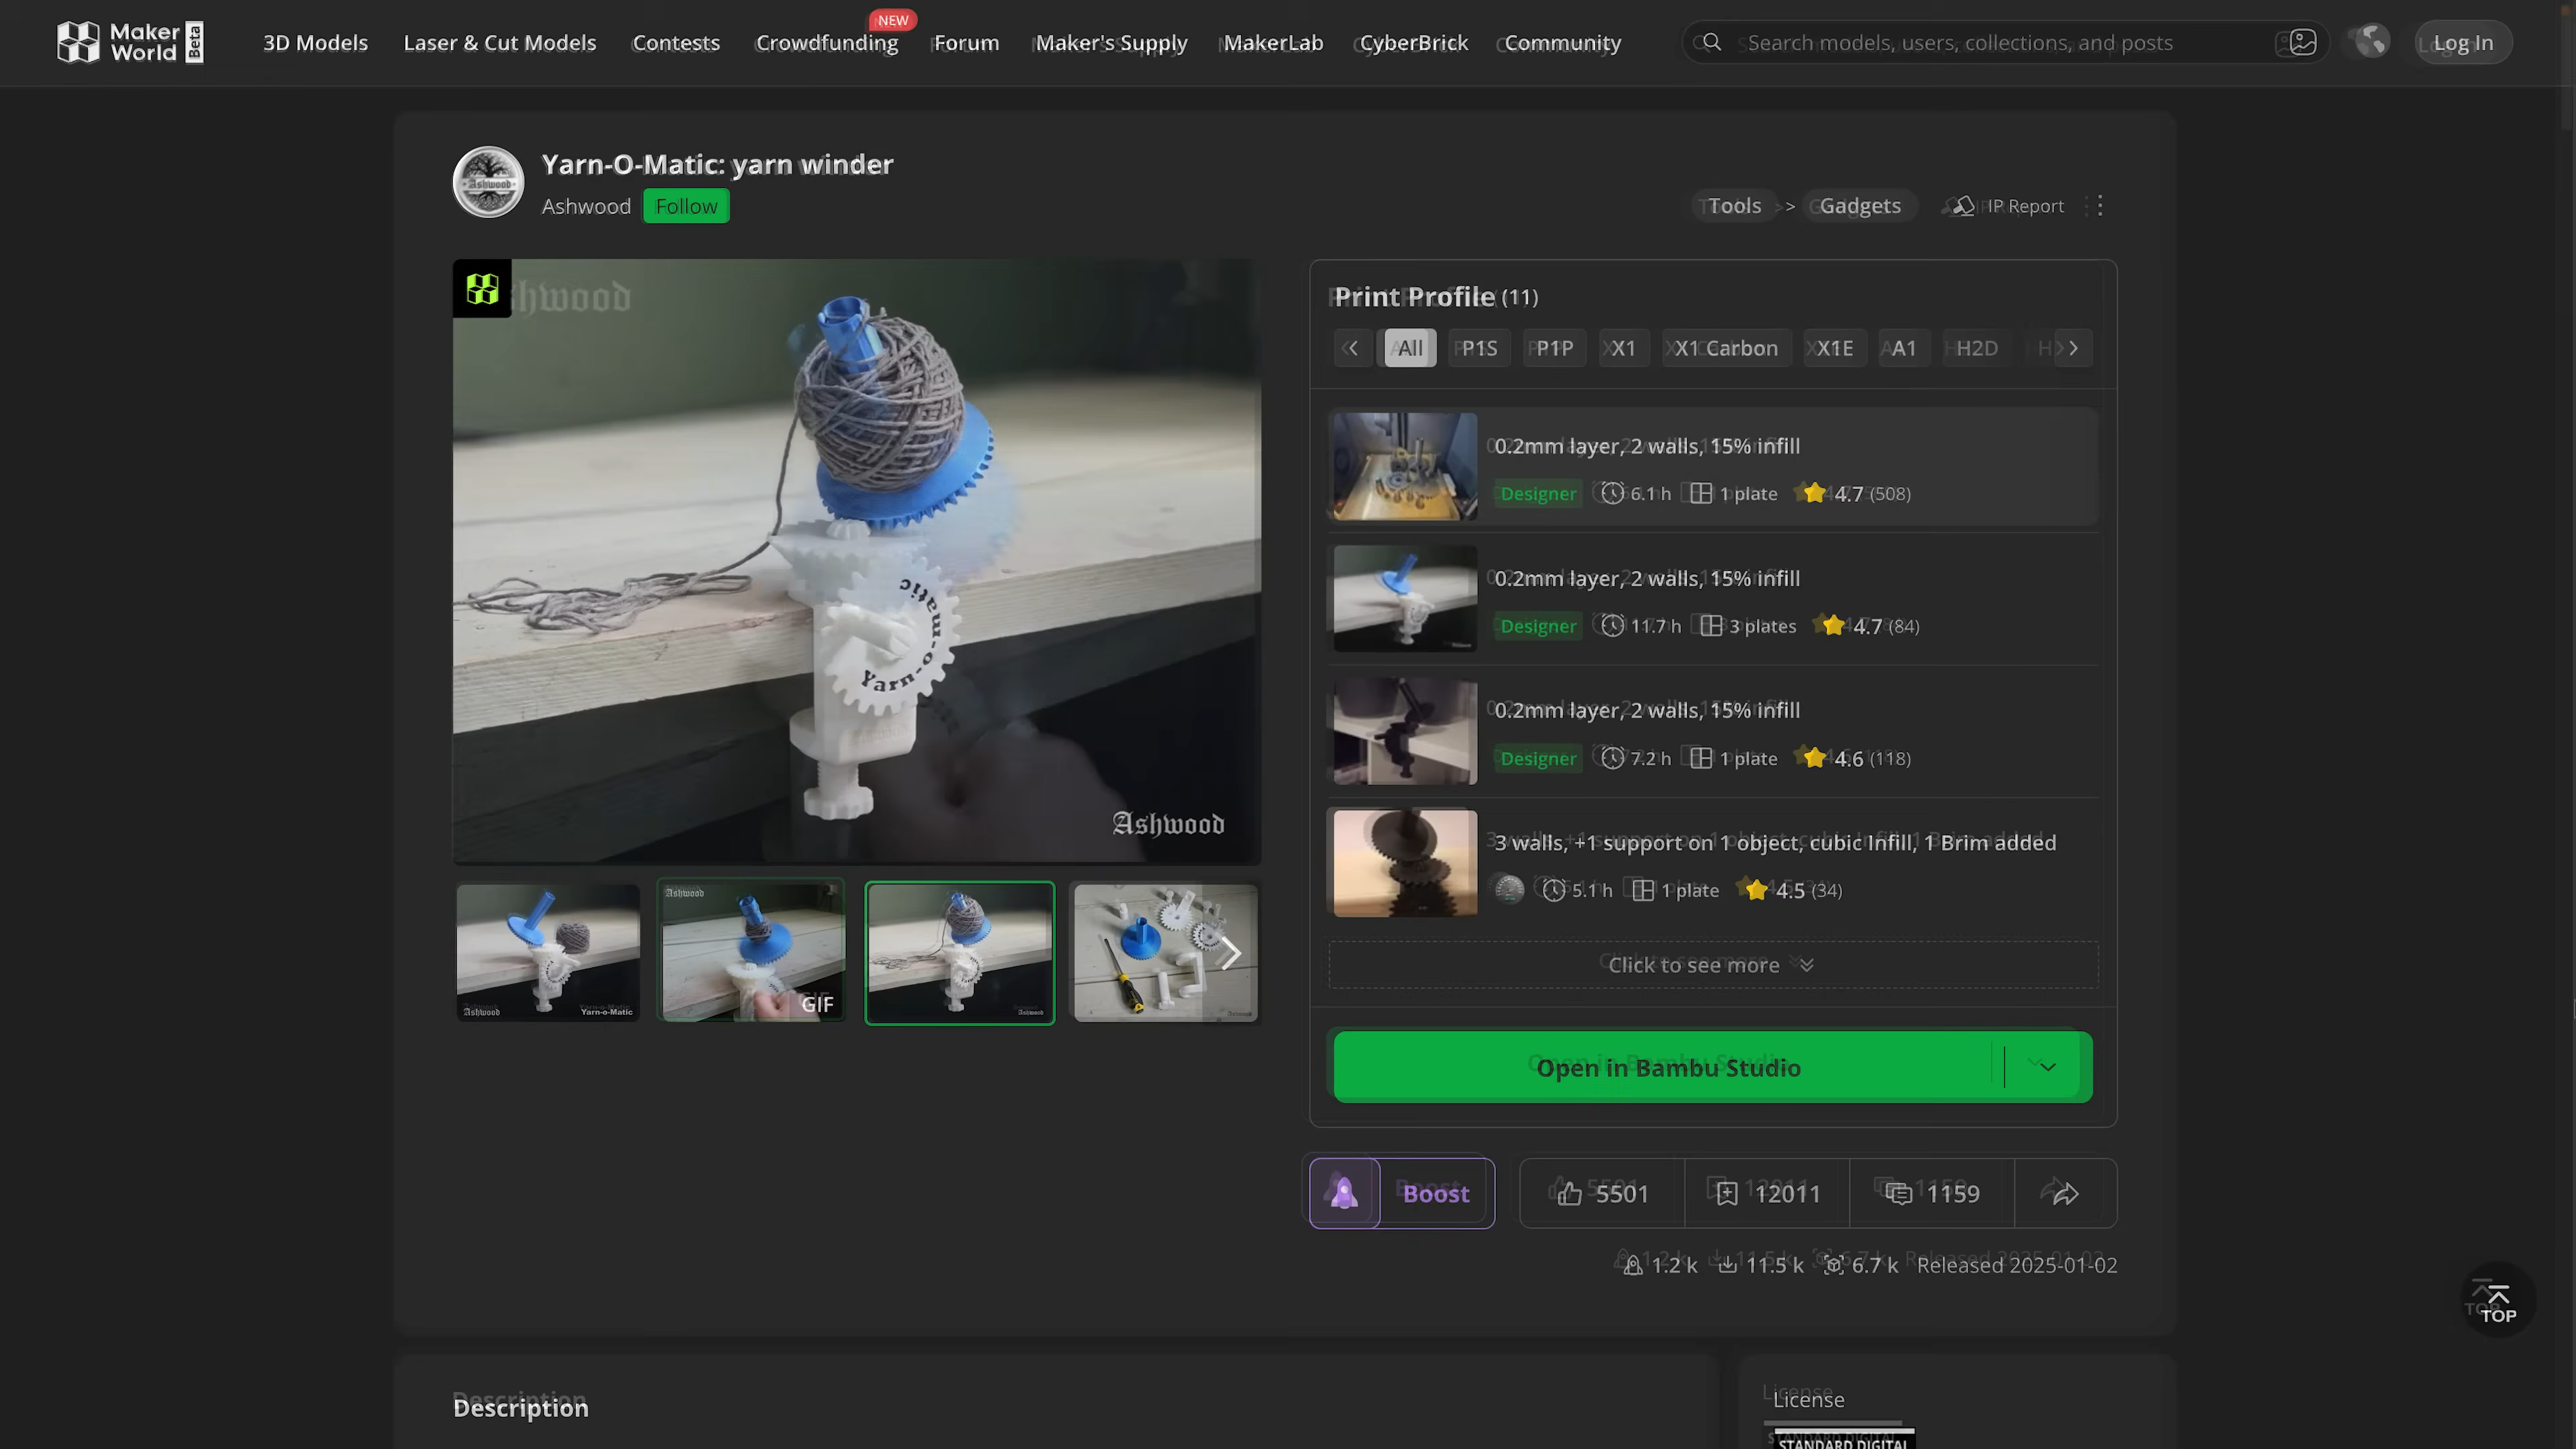 Maker World Beta
3D Models
Laser & Cut Models
Contests
Crowdfunding
NEW
Forum
Maker's Supply
MakerLab
CyberBrick
Community
Search models, users, collections, and posts
Log In
Yarn-O-Matic: yarn winder
Ashwood
Follow
Tools > Gadgets
IP Report
Ashwood
Yarn-o-matic
Ashwood
Ashwood
Yarn-o-Matic
Ashwood
GIF
Print Profile (11)
All
P1S
P1P
X1
X1 Carbon
X1E
A1
H2D
0.2mm layer, 2 walls, 15% infill
Designer 6.1 h 1 plate 4.7 (508)
0.2mm layer, 2 walls, 15% infill
Designer 11.7 h 3 plates 4.7 (84)
0.2mm layer, 2 walls, 15% infill
Designer 7.2 h 1 plate 4.6 (118)
3 walls, +1 support on 1 object, cubic Infill, 1 Brim added
5.1 h 1 plate 4.5 (34)
Click to see more
Open in Bambu Studio
Boost
5501
12011
1159
1.2 k 11.5 k 6.7 k Released 2025-01-02
TOP
Description
License
STANDARD DIGITAL